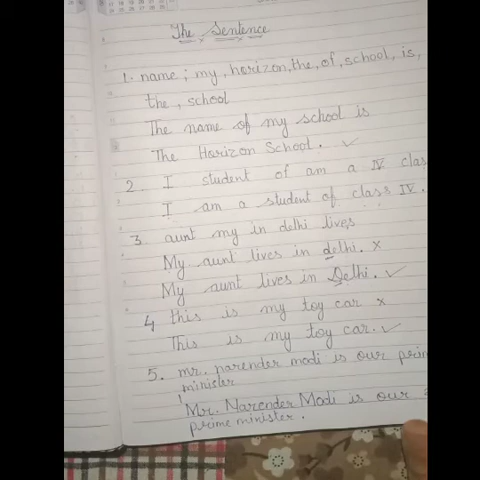 The Sentence
1. name ; my, horizon, the, of, school, is,
the, school
The name of my school is
The Horizon School. ✓
2. I student of am a IV clas
I am a student of class IV.
3. aunt my in delhi lives
My aunt lives in delhi. x
My aunt lives in Delhi. ✓
4 this is my toy car x
This is my toy car. ✓
5. mr. narender modi is our prim
minister
Mr. Narender Modi is our
prime minister.